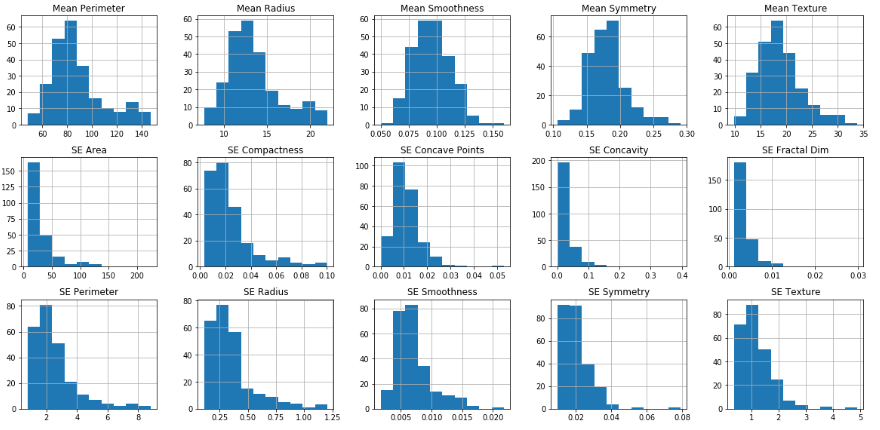 Mean Perimeter Mean Radius Mean Smoothness Mean Symmetry Mean Texture
60 50 40 30 20 10 0
60 50 40 30 20 10 0
60 50 40 30 20 10 0
60 40 20 0
60 50 40 30 20 10 0
60 80 100 120 140
10 15 20
0.050 0.075 0.100 0.125 0.150
0.10 0.15 0.20 0.25 0.30
10 15 20 25 30 35
SE Area SE Compactness SE Concave Points SE Concavity SE Fractal Dim
150 125 100 75 50 25 0
80 60 40 20 0
100 80 60 40 20 0
200 150 100 50 0
150 100 50 0
0 50 100 150 200
0.00 0.02 0.04 0.06 0.08 0.10
0.00 0.01 0.02 0.03 0.04 0.05
0.0 0.1 0.2 0.3 0.4
0.00 0.01 0.02 0.03
SE Perimeter SE Radius SE Smoothness SE Symmetry SE Texture
80 60 40 20 0
80 60 40 20 0
80 60 40 20 0
80 60 40 20 0
80 60 40 20 0
2 4 6 8
0.25 0.50 0.75 1.00 1.25
0.005 0.010 0.015 0.020
0.02 0.04 0.06 0.08
1 2 3 4 5